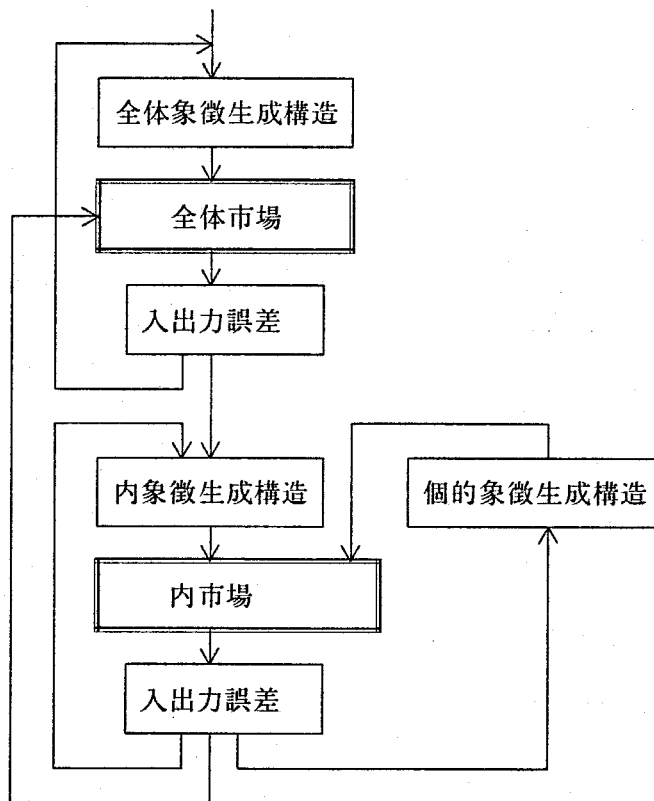 全体象徴生成構造
全体市場
入出力誤差
内象徴生成構造
個的象徴生成構造
内市場
入出力誤差